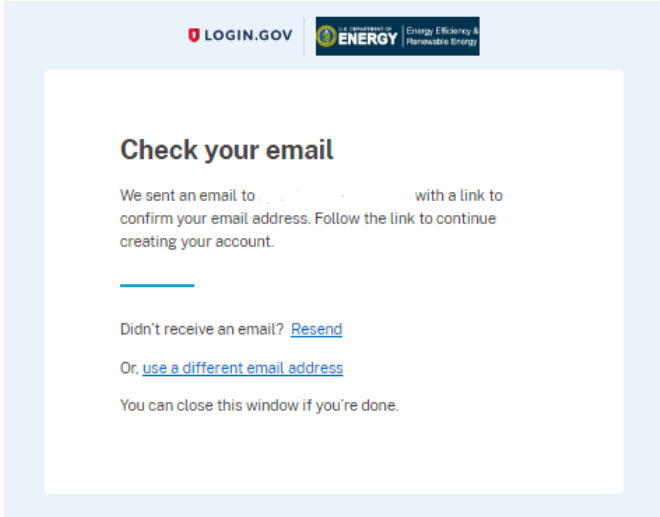 LOGIN.GOV
U.S. DEPARTMENT OF
ENERGY
Energy Efficiency &
Renewable Energy
Check your email
We sent an email to with a link to
confirm your email address. Follow the link to continue
creating your account.
Didn't receive an email? Resend
Or, use a different email address
You can close this window if you're done.